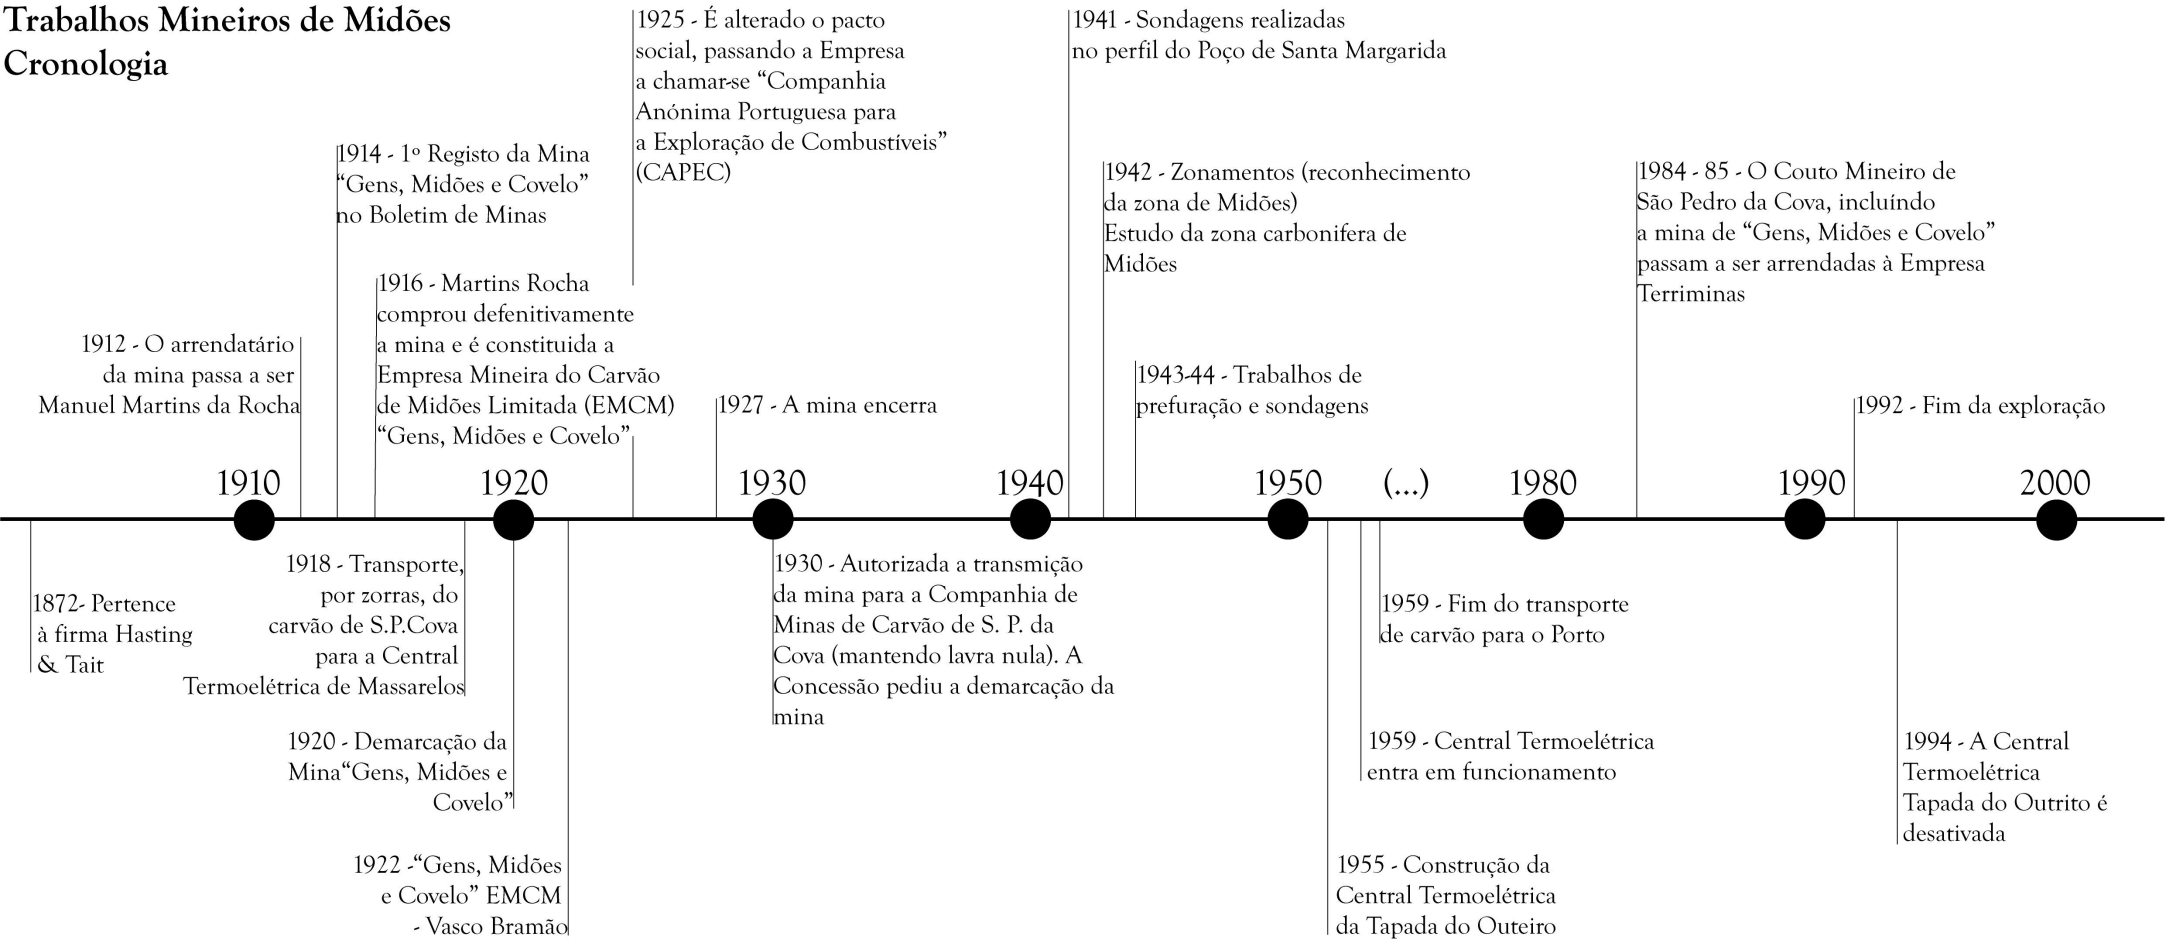 Trabalhos Mineiros de Midões
Cronologia
1925 - É alterado o pacto
social, passando a Empresa
a chamar-se “Companhia
Anónima Portuguesa para
a Exploração de Combustíveis”
(CAPEC)
1941 - Sondagens realizadas
no perfil do Poço de Santa Margarida
1914 - 1º Registo da Mina
“Gens, Midões e Covelo”
no Boletim de Minas
1942 - Zonamentos (reconhecimento
da zona de Midões)
Estudo da zona carbonifera de
Midões
1984 - 85 - O Couto Mineiro de
São Pedro da Cova, incluíndo
a mina de “Gens, Midões e Covelo”
passam a ser arrendadas à Empresa
Terriminas
1916 - Martins Rocha
comprou defenitivamente
a mina e é constituida a
Empresa Mineira do Carvão
de Midões Limitada (EMCM)
“Gens, Midões e Covelo”
1912 - O arrendatário
da mina passa a ser
Manuel Martins da Rocha
1927 - A mina encerra
1943-44 - Trabalhos de
prefuração e sondagens
1992 - Fim da exploração
1910 1920 1930 1940 1950 (...) 1980 1990 2000
1872- Pertence
à firma Hasting
& Tait
1918 - Transporte,
por zorras, do
carvão de S.P.Cova
para a Central
Termoelétrica de Massarelos
1920 - Demarcação da
Mina“Gens, Midões e
Covelo”
1922 -“Gens, Midões
e Covelo” EMCM
- Vasco Bramão
1930 - Autorizada a transmição
da mina para a Companhia de
Minas de Carvão de S. P. da
Cova (mantendo lavra nula). A
Concessão pediu a demarcação da
mina
1959 - Fim do transporte
de carvão para o Porto
1959 - Central Termoelétrica
entra em funcionamento
1955 - Construção da
Central Termoelétrica
da Tapada do Outeiro
1994 - A Central
Termoelétrica
Tapada do Outrito é
desativada